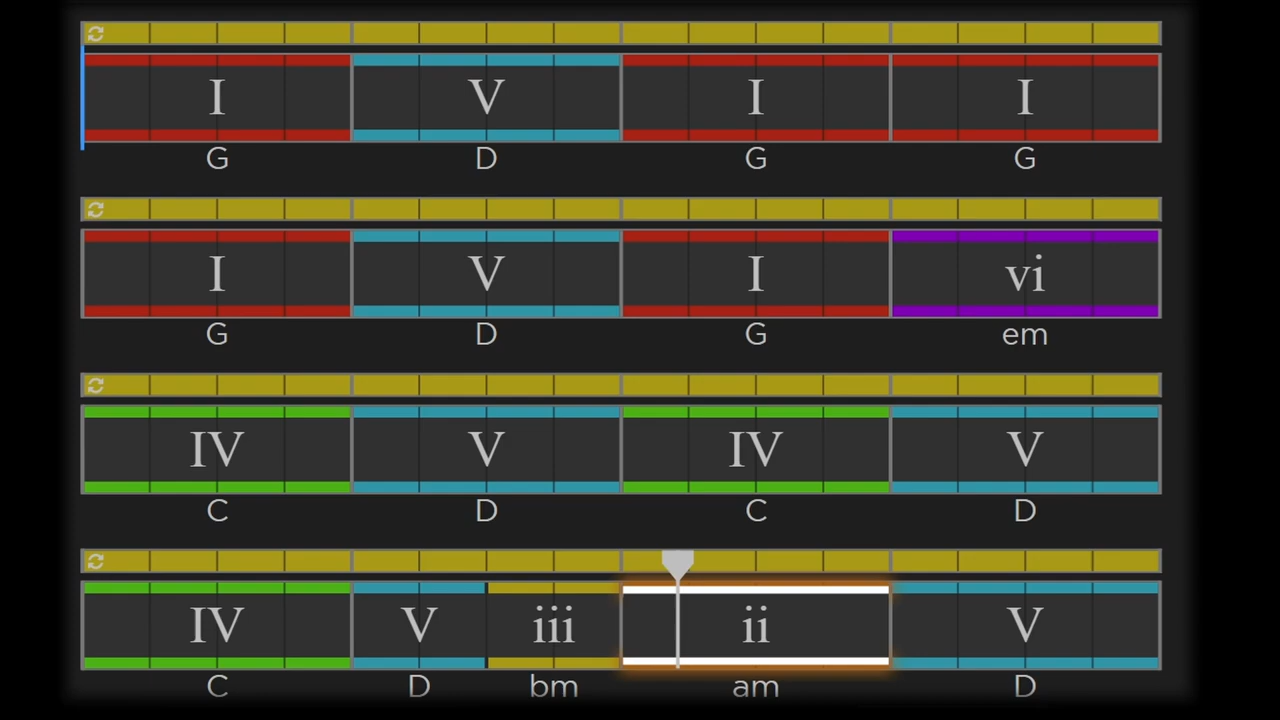 I V I I
G D G G
I V I vi
G D G em
IV V IV V
C D C D
IV V iii ii V
C D bm am D